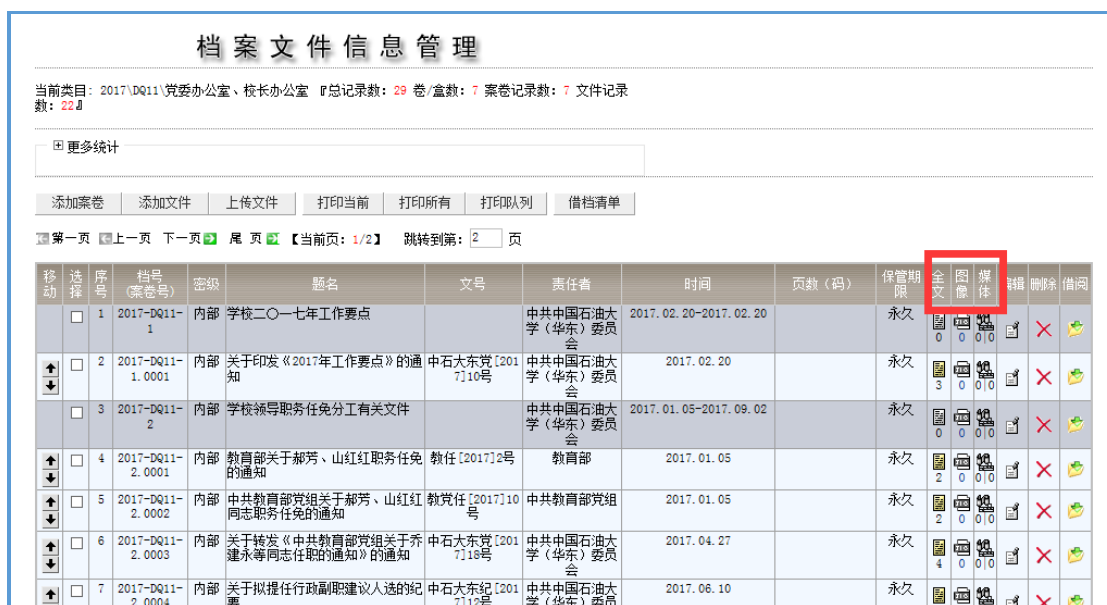 档案文件信息管理
当前类目: 2017\DQ11\党委办公室、校长办公室 『总记录数: 29 卷/盒数: 7 案卷记录数: 7 文件记录
数: 22』
更多统计
添加案卷 添加文件 上传文件 打印当前 打印所有 打印队列 借档清单
第一页 上一页 下一页 尾 页 【当前页: 1/2】 跳转到第: 2 页
移动 选择 序号 档号(案卷号) 密级 题名 文号 责任者 时间 页数（码） 保管期限 全文 图像 媒体 编辑 删除 借阅
1 2017-DQ11-1 内部 学校二〇一七年工作要点 中共中国石油大学（华东）委员会 2017.02.20-2017.02.20 永久 0 0 0|0
2 2017-DQ11-1.0001 内部 关于印发《2017年工作要点》的通知 中石大东党[2017]10号 中共中国石油大学（华东）委员会 2017.02.20 永久 3 0 0|0
3 2017-DQ11-2 内部 学校领导职务任免分工有关文件 中共中国石油大学（华东）委员会 2017.01.05-2017.09.02 永久 0 0 0|0
4 2017-DQ11-2.0001 内部 教育部关于郝芳、山红红职务任免的通知 教任[2017]2号 教育部 2017.01.05 永久 2 0 0|0
5 2017-DQ11-2.0002 内部 中共教育部党组关于郝芳、山红红同志职务任免的通知 教党任[2017]10号 中共教育部党组 2017.01.05 永久 2 0 0|0
6 2017-DQ11-2.0003 内部 关于转发《中共教育部党组关于乔建永等同志任职的通知》的通知 中石大东党[2017]18号 中共中国石油大学（华东）委员会 2017.04.27 永久 4 0 0|0
7 2017-DQ11-2.0004 内部 关于拟提任行政副职建议人选的纪要 中石大东纪[2017]12号 中共中国石油大学（华东）委员 2017.06.10 永久